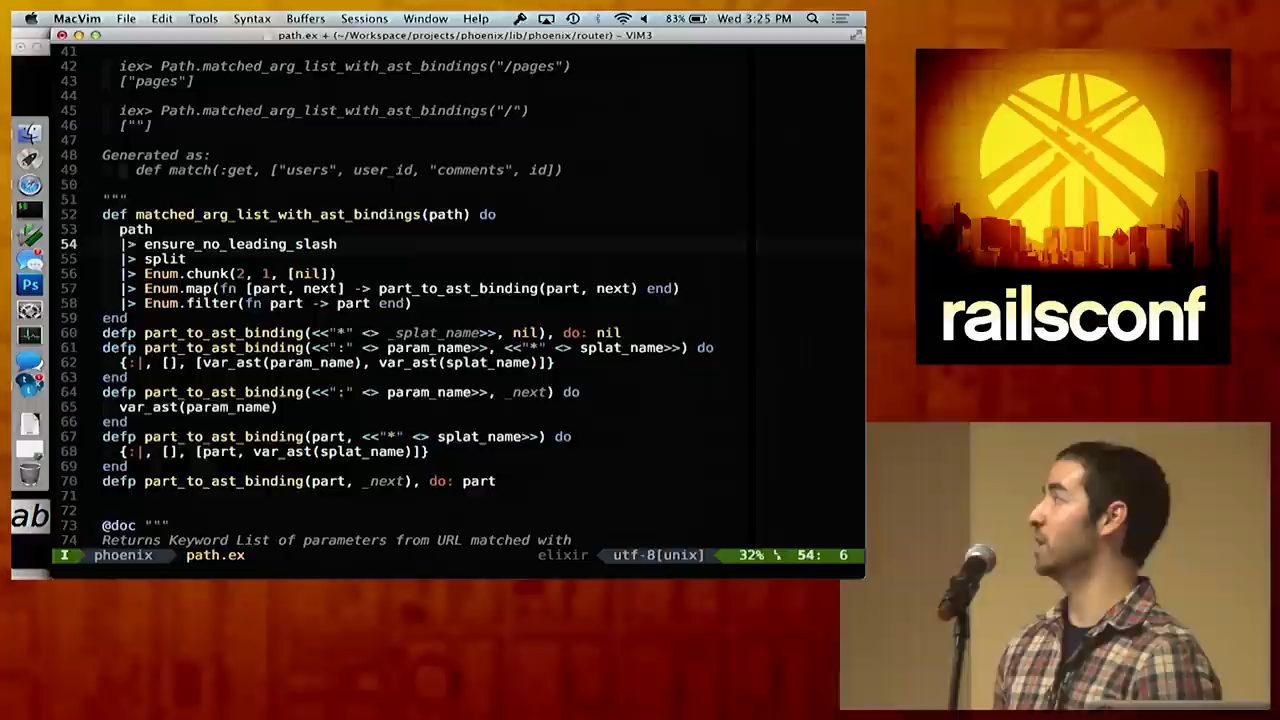 MacVim File Edit Tools Syntax Buffers Sessions Window Help 83% Wed 3:25 PM
path.ex + (~/Workspace/projects/phoenix/lib/phoenix/router) – VIM3
41
42 iex> Path.matched_arg_list_with_ast_bindings("/pages")
43 ["pages"]
44
45 iex> Path.matched_arg_list_with_ast_bindings("/")
46 [""]
47
48 Generated as:
49 def match(:get, ["users", user_id, "comments", id])
50
51 """
52 def matched_arg_list_with_ast_bindings(path) do
53 path
54 |> ensure_no_leading_slash
55 |> split
56 |> Enum.chunk(2, 1, [nil])
57 |> Enum.map(fn [part, next] -> part_to_ast_binding(part, next) end)
58 |> Enum.filter(fn part -> part end)
59 end
60 defp part_to_ast_binding(<<"*" <> _splat_name>>, nil), do: nil
61 defp part_to_ast_binding(<<":" <> param_name>>, <<"*" <> splat_name>>) do
62 {:|, [], [var_ast(param_name), var_ast(splat_name)]}
63 end
64 defp part_to_ast_binding(<<":" <> param_name>>, _next) do
65 var_ast(param_name)
66 end
67 defp part_to_ast_binding(part, <<"*" <> splat_name>>) do
68 {:|, [], [part, var_ast(splat_name)]}
69 end
70 defp part_to_ast_binding(part, _next), do: part
71
72
73 @doc """
74 Returns Keyword List of parameters from URL matched with
I phoenix path.ex elixir utf-8[unix] 32% 54: 6
Ps
ab
railsconf